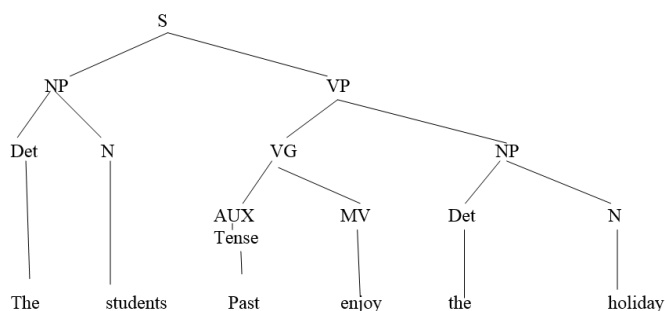 S
NP VP
Det N VG NP
AUX MV Det N
Tense
The students Past enjoy the holiday